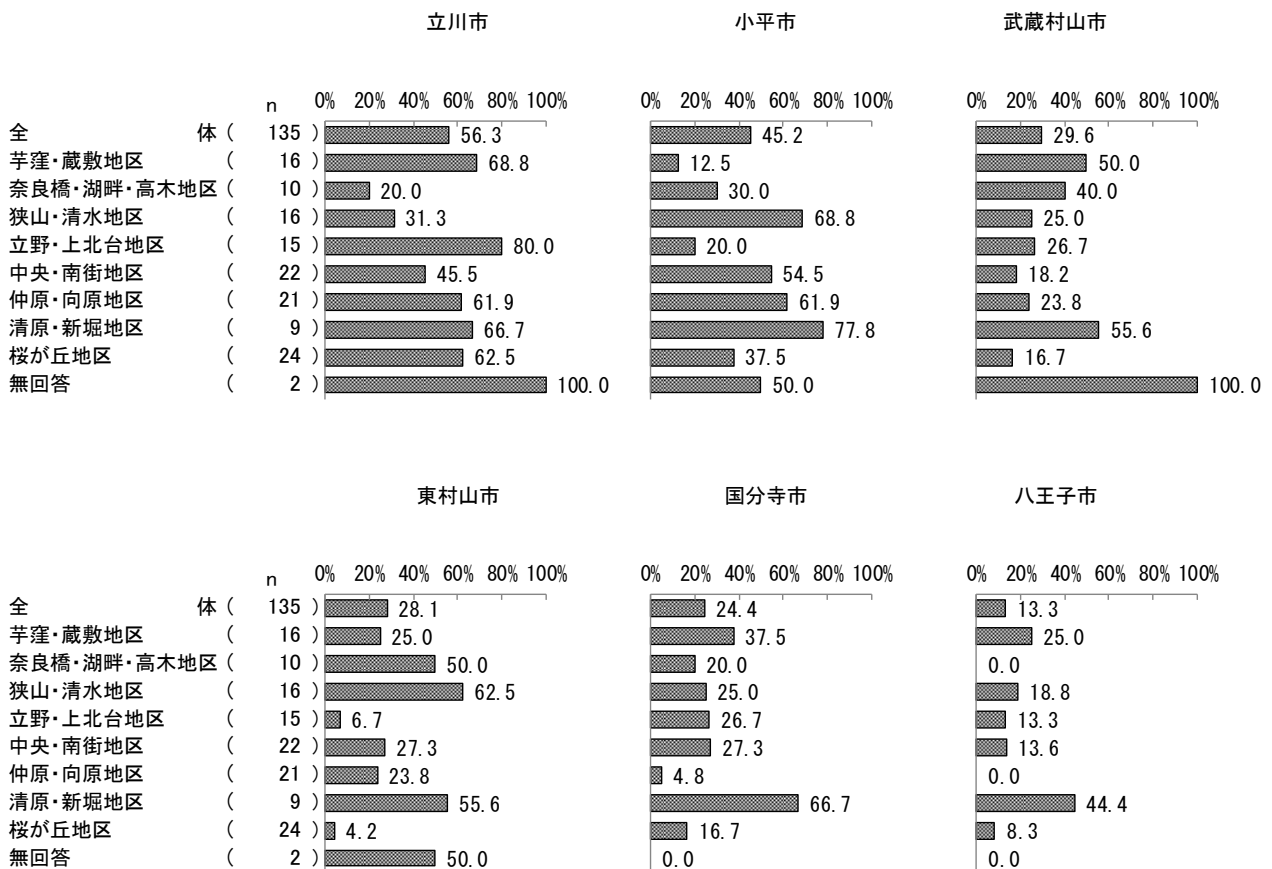 立川市 小平市 武蔵村山市
n 0% 20% 40% 60% 80% 100% 0% 20% 40% 60% 80% 100% 0% 20% 40% 60% 80% 100%
全体( 135 ) 56.3 45.2 29.6
芋窪・蔵敷地区 ( 16 ) 68.8 12.5 50.0
奈良橋・湖畔・高木地区( 10 ) 20.0 30.0 40.0
狭山・清水地区 ( 16 ) 31.3 68.8 25.0
立野・上北台地区 ( 15 ) 80.0 20.0 26.7
中央・南街地区 ( 22 ) 45.5 54.5 18.2
仲原・向原地区 ( 21 ) 61.9 61.9 23.8
清原・新堀地区 ( 9 ) 66.7 77.8 55.6
桜が丘地区 ( 24 ) 62.5 37.5 16.7
無回答 ( 2 ) 100.0 50.0 100.0
東村山市 国分寺市 八王子市
n 0% 20% 40% 60% 80% 100% 0% 20% 40% 60% 80% 100% 0% 20% 40% 60% 80% 100%
全体( 135 ) 28.1 24.4 13.3
芋窪・蔵敷地区 ( 16 ) 25.0 37.5 25.0
奈良橋・湖畔・高木地区( 10 ) 50.0 20.0 0.0
狭山・清水地区 ( 16 ) 62.5 25.0 18.8
立野・上北台地区 ( 15 ) 6.7 26.7 13.3
中央・南街地区 ( 22 ) 27.3 27.3 13.6
仲原・向原地区 ( 21 ) 23.8 4.8 0.0
清原・新堀地区 ( 9 ) 55.6 66.7 44.4
桜が丘地区 ( 24 ) 4.2 16.7 8.3
無回答 ( 2 ) 50.0 0.0 0.0